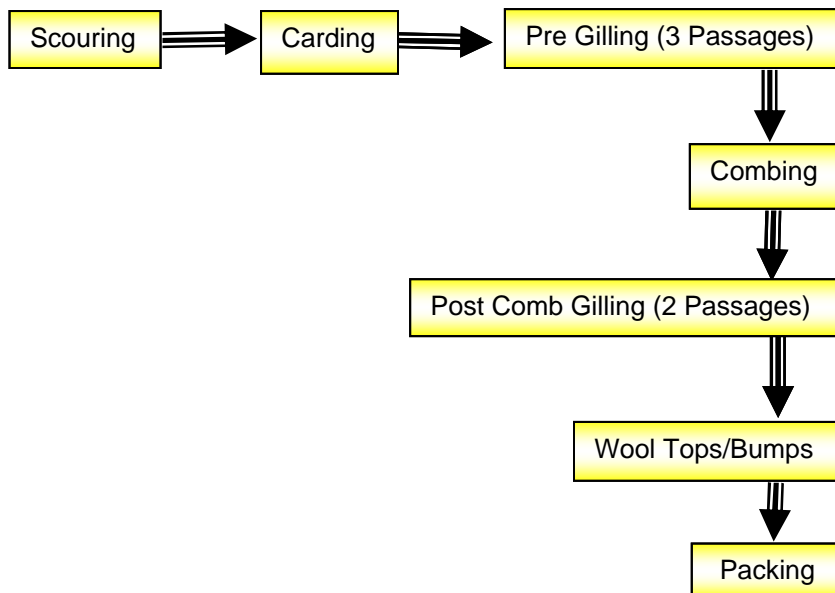 Scouring
Carding
Pre Gilling (3 Passages)
Combing
Post Comb Gilling (2 Passages)
Wool Tops/Bumps
Packing